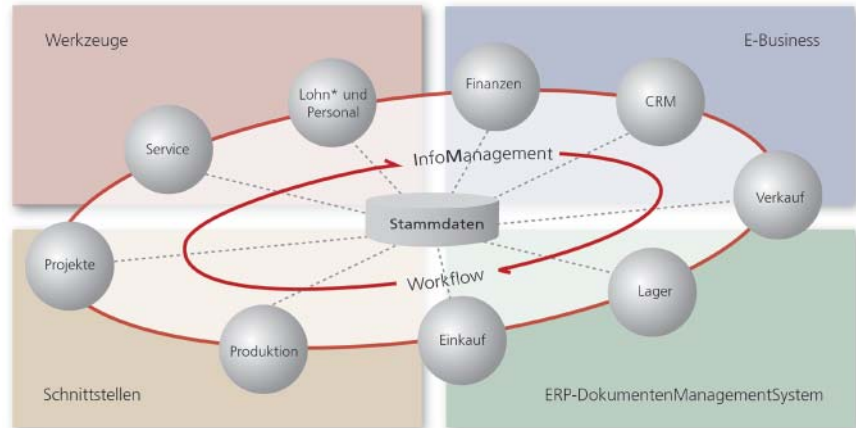 Werkzeuge
E-Business
Lohn* und
Personal
Finanzen
CRM
Service
InfoManagement
Verkauf
Stammdaten
Projekte
Workflow
Lager
Produktion
Einkauf
Schnittstellen
ERP-DokumentenManagementSystem